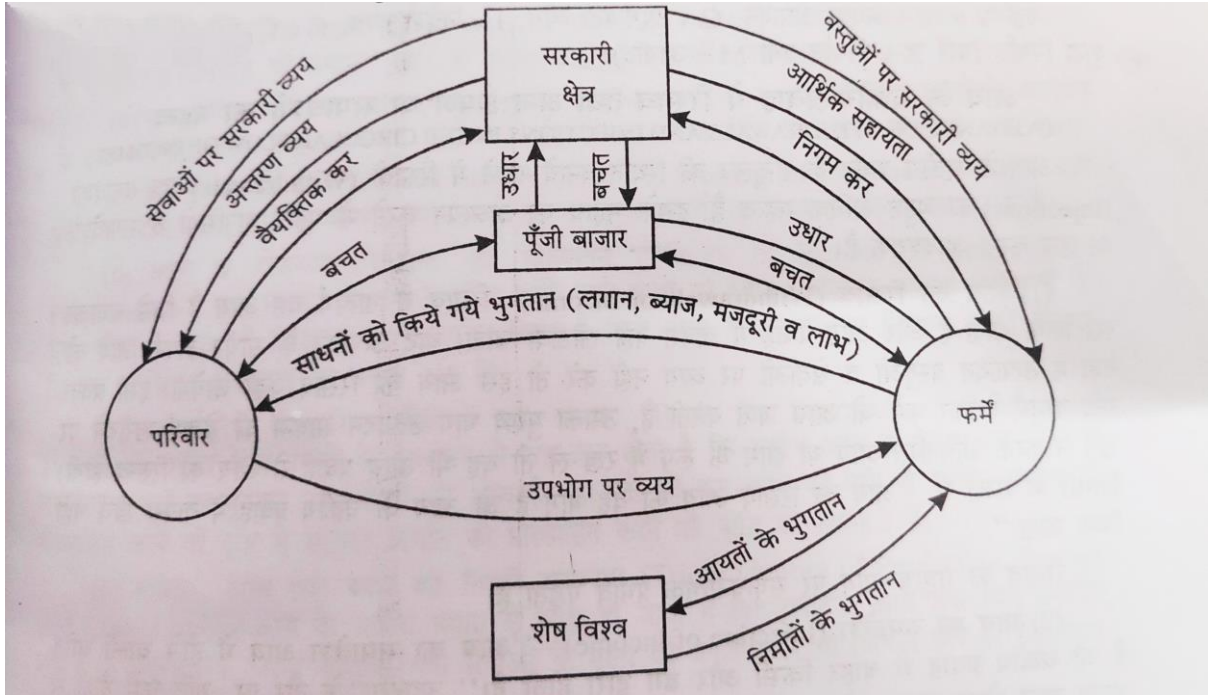 सरकारी
क्षेत्र
सेवाओं पर सरकारी व्यय
अन्तरण व्यय
वैयक्तिक कर
वस्तुओं पर सरकारी व्यय
आर्थिक सहायता
निगम कर
उधार
बचत
पूँजी बाजार
बचत
उधार
बचत
साधनों को किये गये भुगतान (लगान, ब्याज, मजदूरी व लाभ)
परिवार
फर्में
उपभोग पर व्यय
आयतों के भुगतान
निर्मातों के भुगतान
शेष विश्व